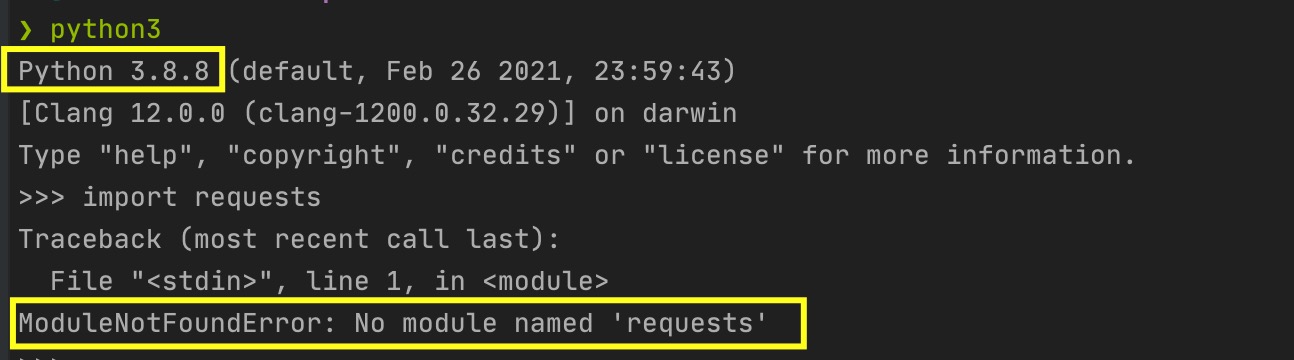 ❯ python3
Python 3.8.8 (default, Feb 26 2021, 23:59:43)
[Clang 12.0.0 (clang-1200.0.32.29)] on darwin
Type "help", "copyright", "credits" or "license" for more information.
>>> import requests
Traceback (most recent call last):
  File "<stdin>", line 1, in <module>
ModuleNotFoundError: No module named 'requests'
>>>